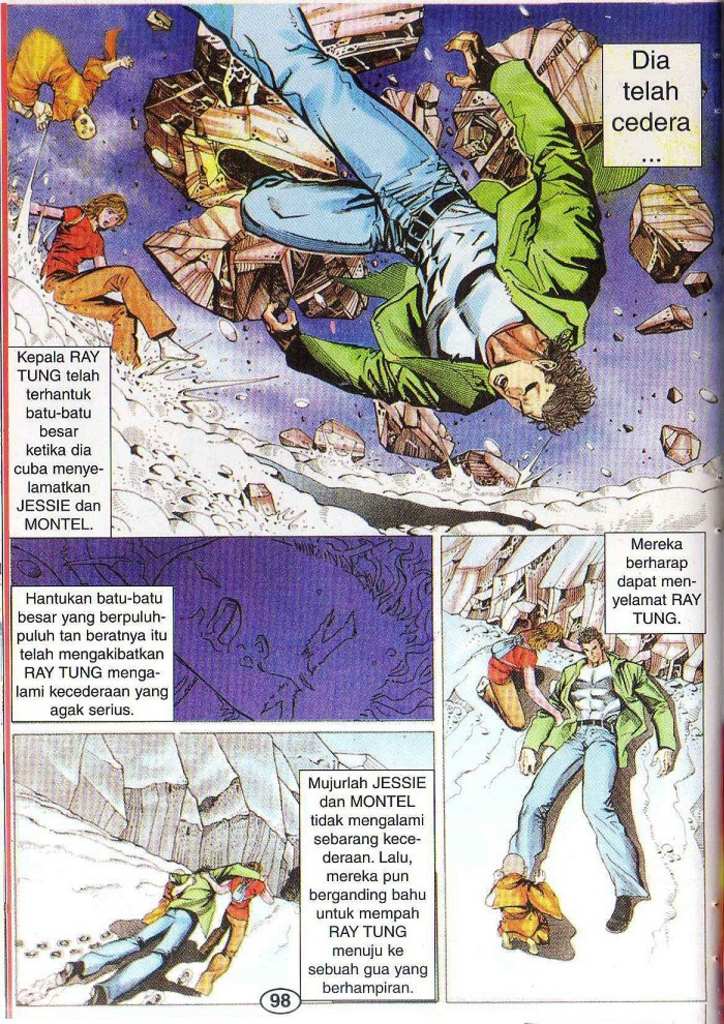 Dia
telah
cedera
...
Kepala RAY
TUNG telah
terhantuk
batu-batu
besar
ketika dia
cuba menye-
lamatkan
JESSIE dan
MONTEL.
Hantukan batu-batu
besar yang berpuluh-
puluh tan beratnya itu
telah mengakibatkan
RAY TUNG menga-
lami kecederaan yang
agak serius.
Mereka
berharap
dapat men-
yelamat RAY
TUNG.
Mujurlah JESSIE
dan MONTEL
tidak mengalami
sebarang kece-
deraan. Lalu,
mereka pun
berganding bahu
untuk mempah
RAY TUNG
menuju ke
sebuah gua yang
berhampiran.
98